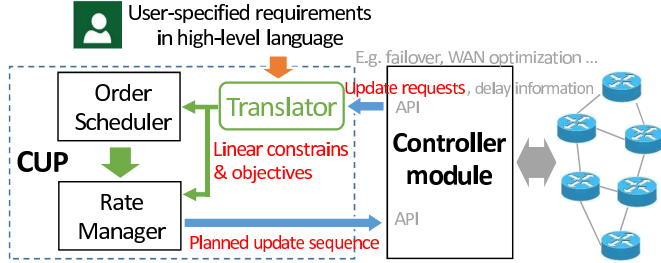 User-specified requirements
in high-level language
E.g. failover, WAN optimization ...
Update requests, delay information
Order
Scheduler
Translator
API
Linear constrains
& objectives
Controller
module
CUP
Rate
Manager
API
Planned update sequence